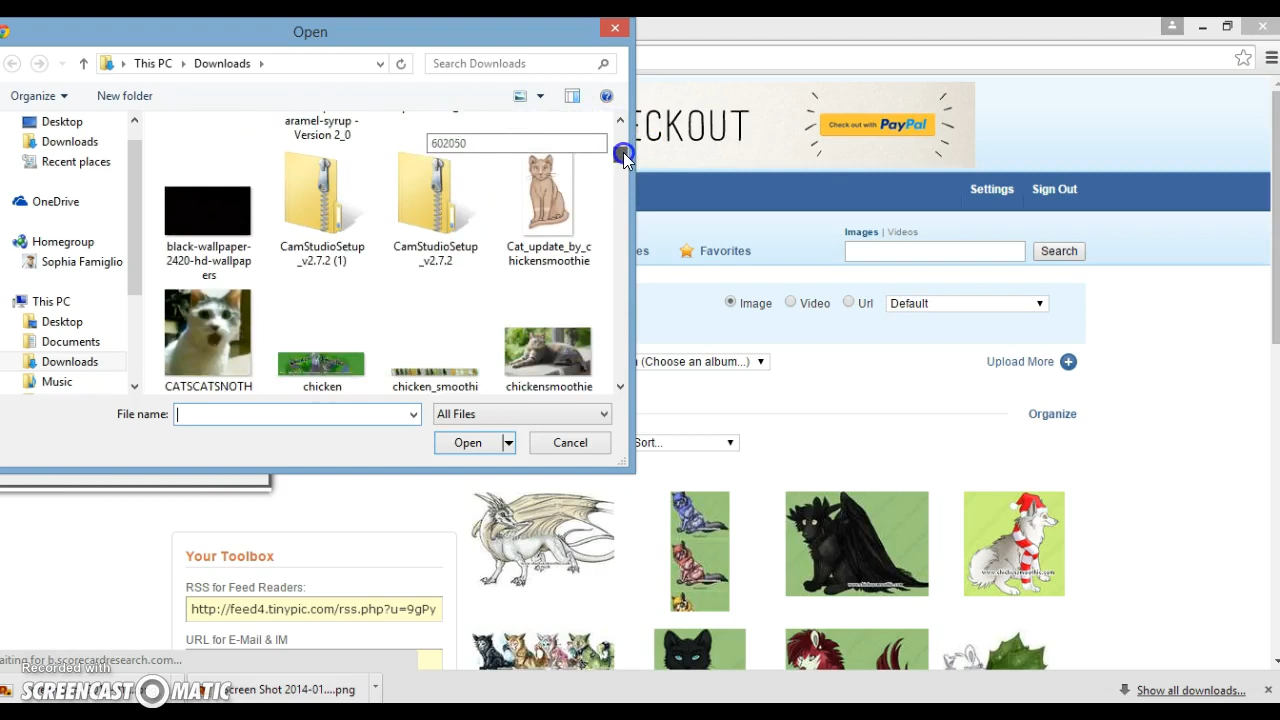 Open
This PC
Downloads
Search Downloads
Organize
New folder
Desktop
Downloads
Recent places
OneDrive
Homegroup
Sophia Famiglio
This PC
Desktop
Documents
Downloads
Music
aramel-syrup -
Version 2_0
602050
black-wallpaper-
2420-hd-wallpap
ers
CamStudioSetup
_v2.7.2 (1)
CamStudioSetup
_v2.7.2
Cat_update_by_c
hickensmoothie
CATSCATSNOTH
chicken
chicken_smoothi
chickensmoothie
File name:
All Files
Open
Cancel
ECKOUT
Check out with PayPal
Settings
Sign Out
es
Favorites
Images | Videos
Search
Image
Video
Url
Default
(Choose an album...)
Upload More
Organize
Sort...
www.chickensmoothie.com
Your Toolbox
RSS for Feed Readers:
http://feed4.tinypic.com/rss.php?u=9gPy
URL for E-Mail & IM
aiting for b.scorecardresearch.com...
Recorded with
SCREENCAST MATIC
Screen Shot 2014-01....png
Show all downloads...